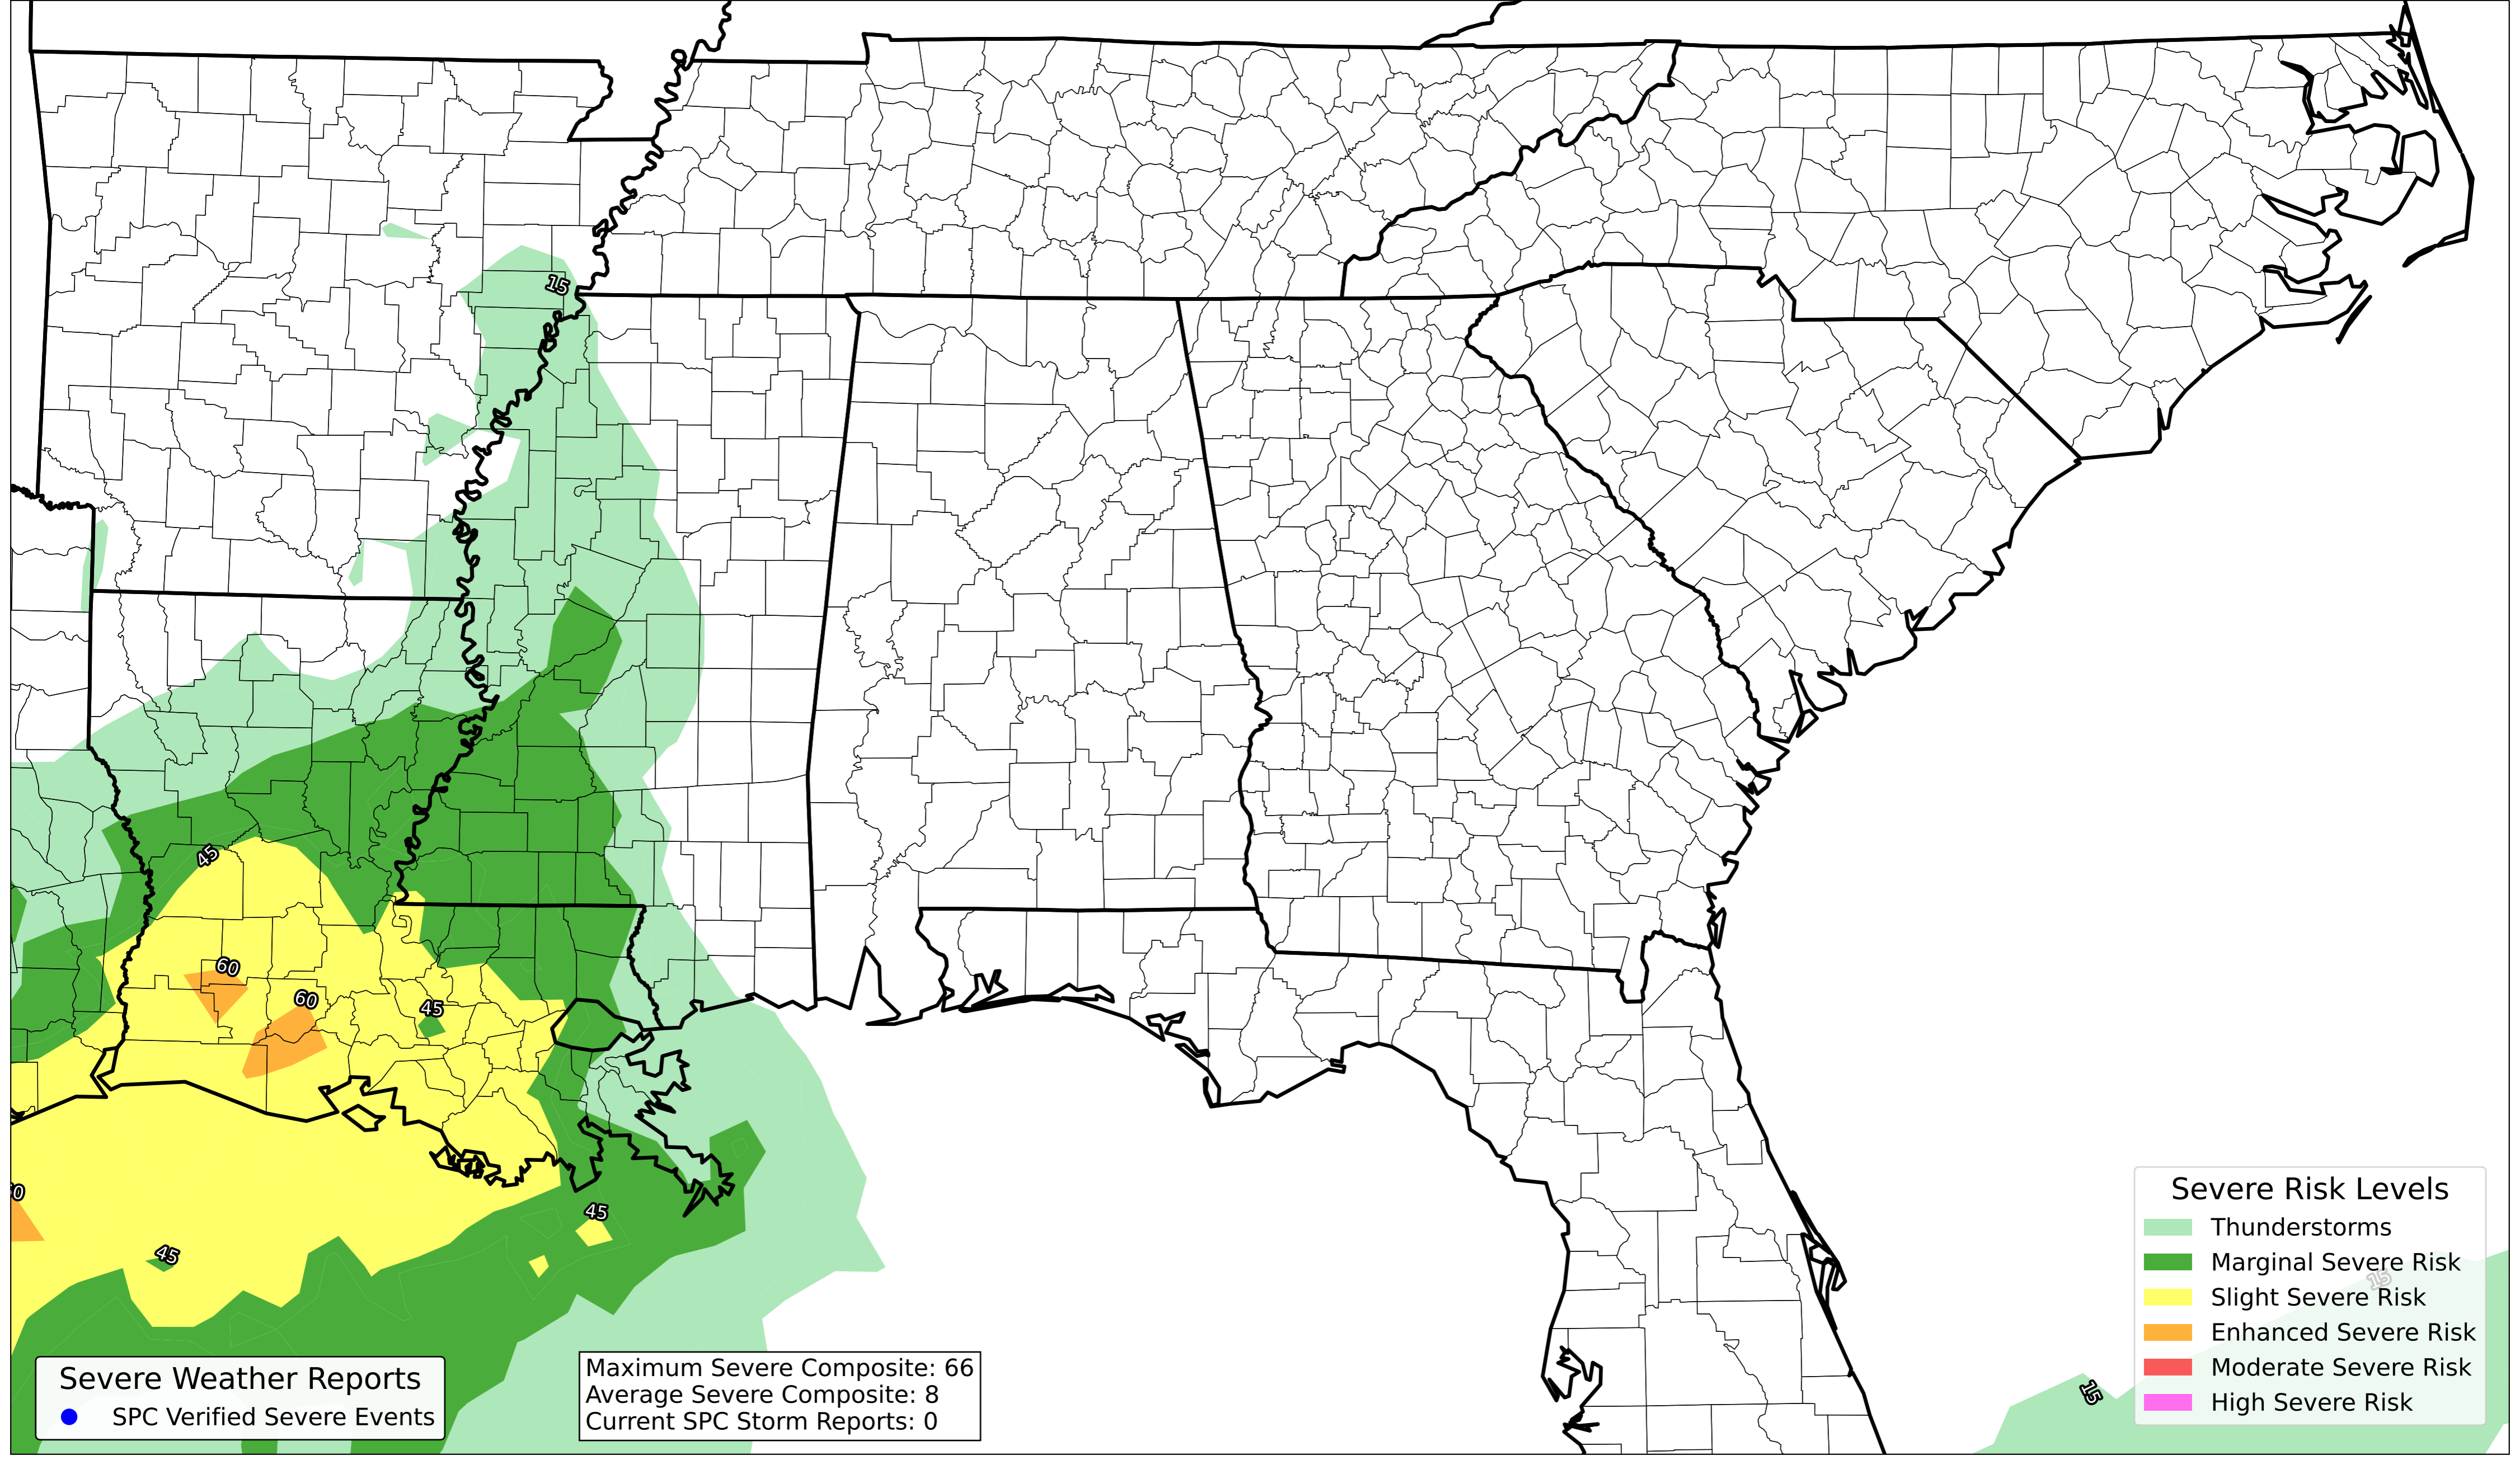 15
45
60
60
45
0
45
45
15
15
Severe Risk Levels
Thunderstorms
Marginal Severe Risk
Slight Severe Risk
Enhanced Severe Risk
Moderate Severe Risk
High Severe Risk
Severe Weather Reports
SPC Verified Severe Events
Maximum Severe Composite: 66
Average Severe Composite: 8
Current SPC Storm Reports: 0